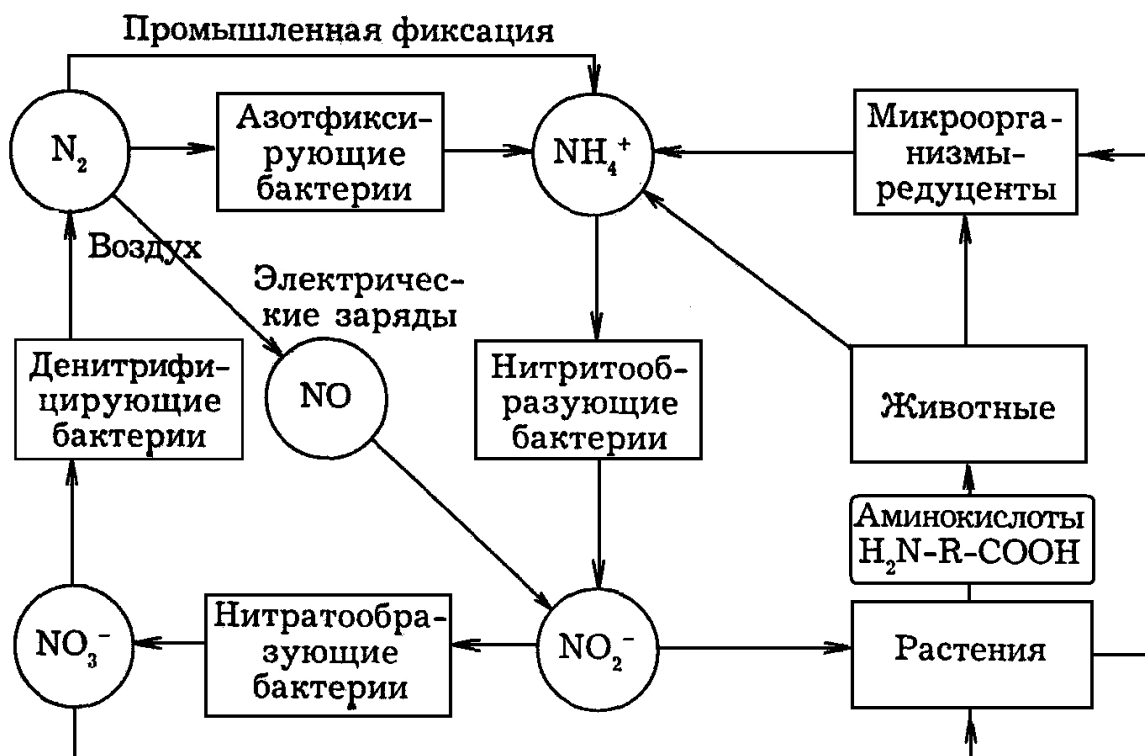 Промышленная фиксация
N₂
Азотфикси-
рующие
бактерии
NH₄⁺
Микроорга-
низмы-
редуценты
Воздух
Электричес-
кие заряды
Денитрифи-
цирующие
бактерии
NO
Нитритооб-
разующие
бактерии
Животные
Аминокислоты
H₂N-R-COOH
NO₃⁻
Нитратообра-
зующие
бактерии
NO₂⁻
Растения